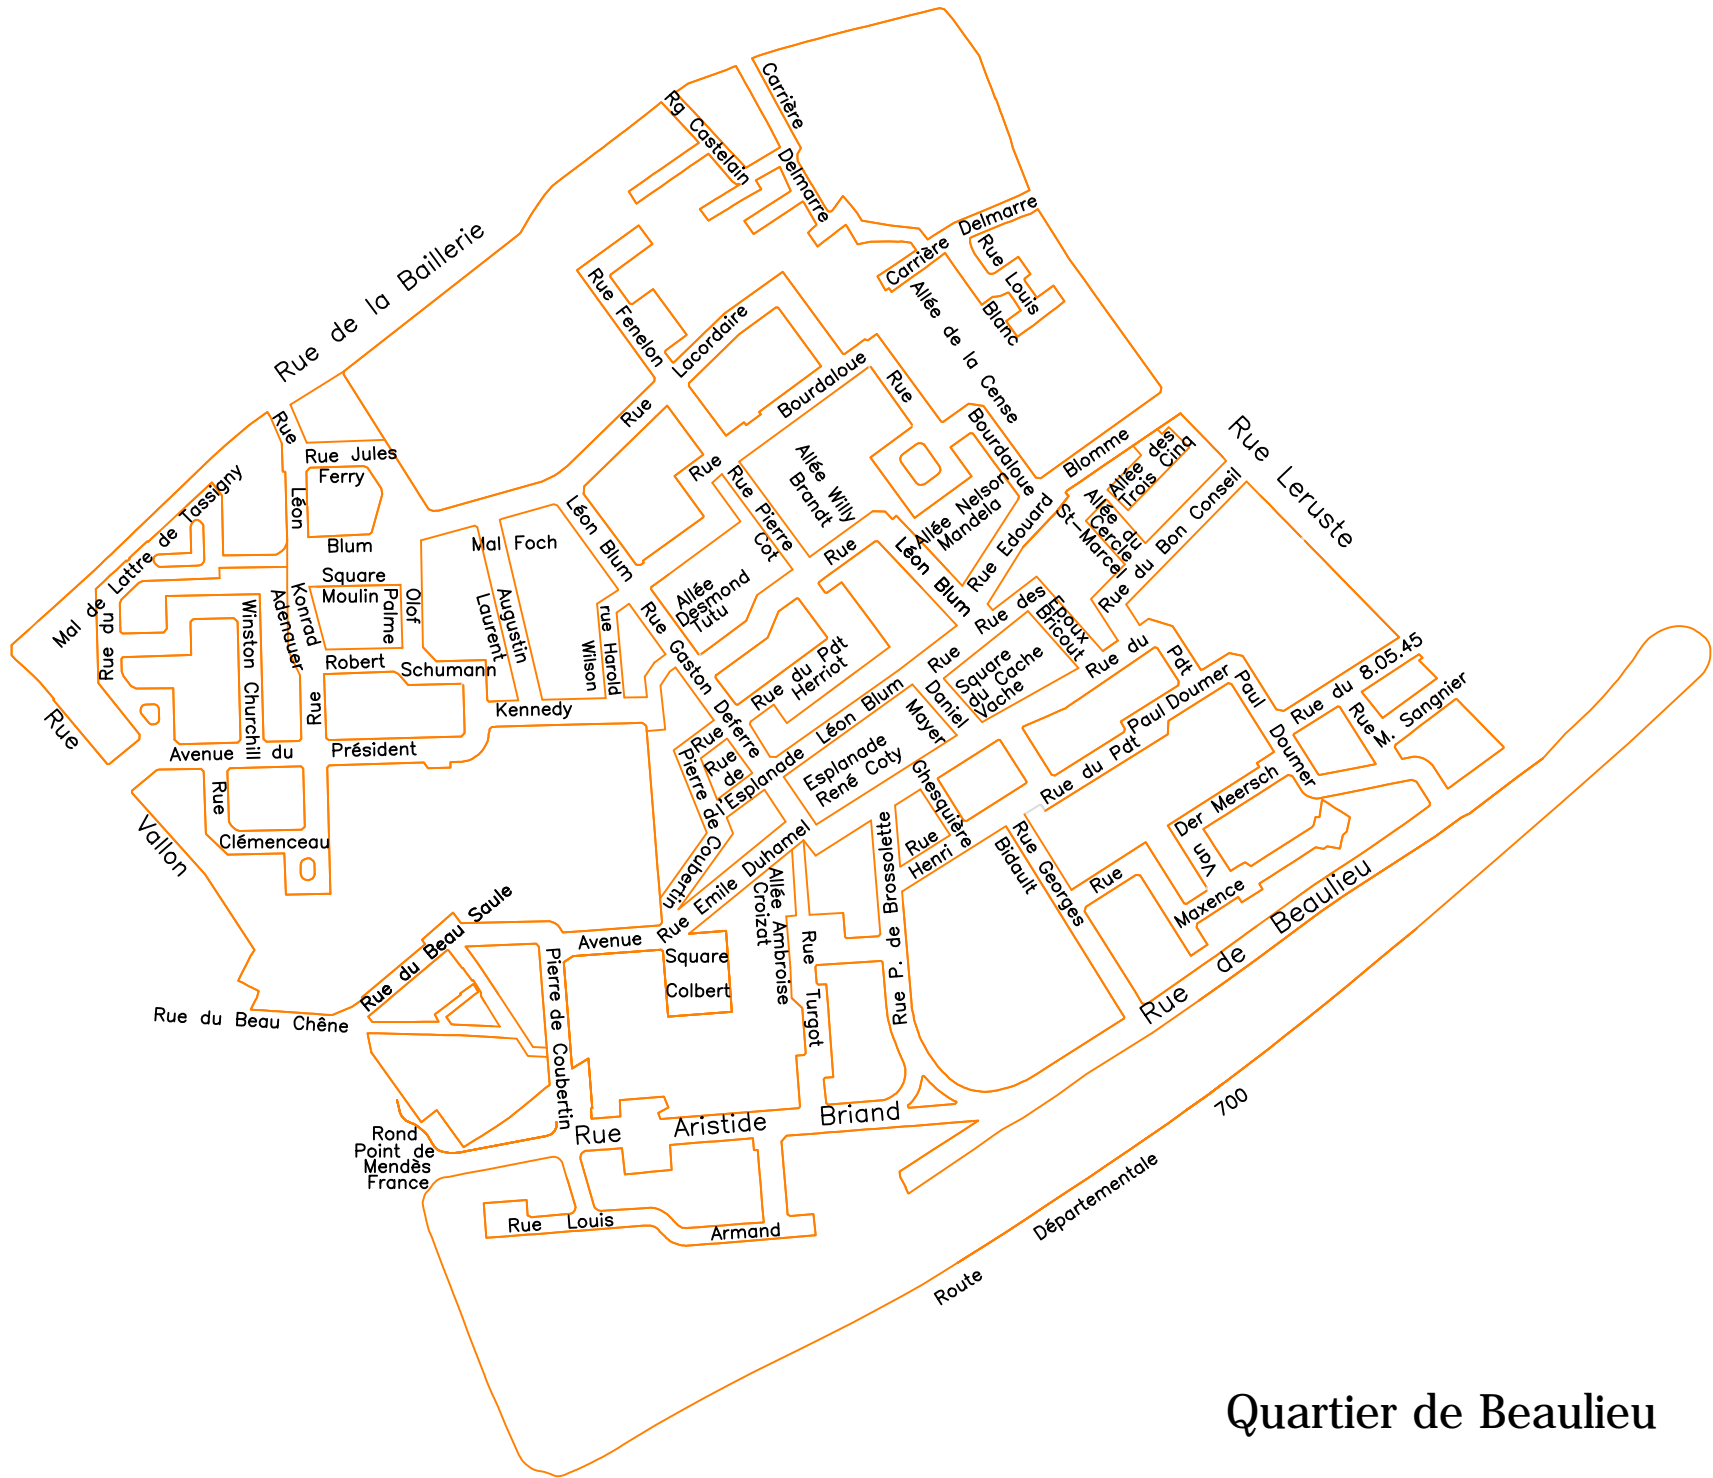 Carrière
Delmarre
Rg Castelain
Carrière Delmarre
Rue Louis
Blanc
Allée de la Cense
Rue de la Baillerie
Rue Fenelon
Rue Lacordaire
Rue Bourdaloue
Rue Bourdaloue
Rue Leruste
Blomme
Rue Edouard
Allée des
Trois Cinq
Allée du
Cercle
St-Marcel
Rue du Bon Conseil
Allée Nelson
Mandela
Allée Willy
Brandt
Rue Pierre
Cot
Rue Léon Blum
Léon Blum
Allée
Desmond
Tutu
Rue
Léon
Blum
Rue Jules
Ferry
Rue du Mal de Lattre de Tassigny
Mal Foch
Square
Moulin
Olof
Palme
Konrad
Adenauer
Winston Churchill
Augustin
Laurent
rue Harold
Wilson
Robert Schumann
Rue
Avenue du Président Kennedy
Rue
Clémenceau
Rue
Vallon
Rue Gaston Deferre
Rue du Pdt
Herriot
Rue des Epoux
Bricout
Rue Léon Blum
Square
du Cache
Vache
Daniel
Mayer
Esplanade
René Coty
Rue
de
l'Esplanade
Rue
Pierre de Coubertin
Rue du Pdt
Paul Doumer
Rue du Pdt
Paul Doumer
Rue du 8.05.45
Rue
M. Sangnier
Rue Maxence
Van
Der Meersch
Rue Georges
Bidault
Rue Henri
Ghesquière
Rue P. de Brossolette
Rue Emile Duhamel
Allée Ambroise
Croizat
Rue Turgot
Square
Colbert
Avenue
Pierre de Coubertin
Rue du Beau Saule
Rue du Beau Chêne
Rond
Point de
Mendès
France
Rue Aristide Briand
Rue Louis Armand
Rue de Beaulieu
Route Départementale 700
Quartier de Beaulieu